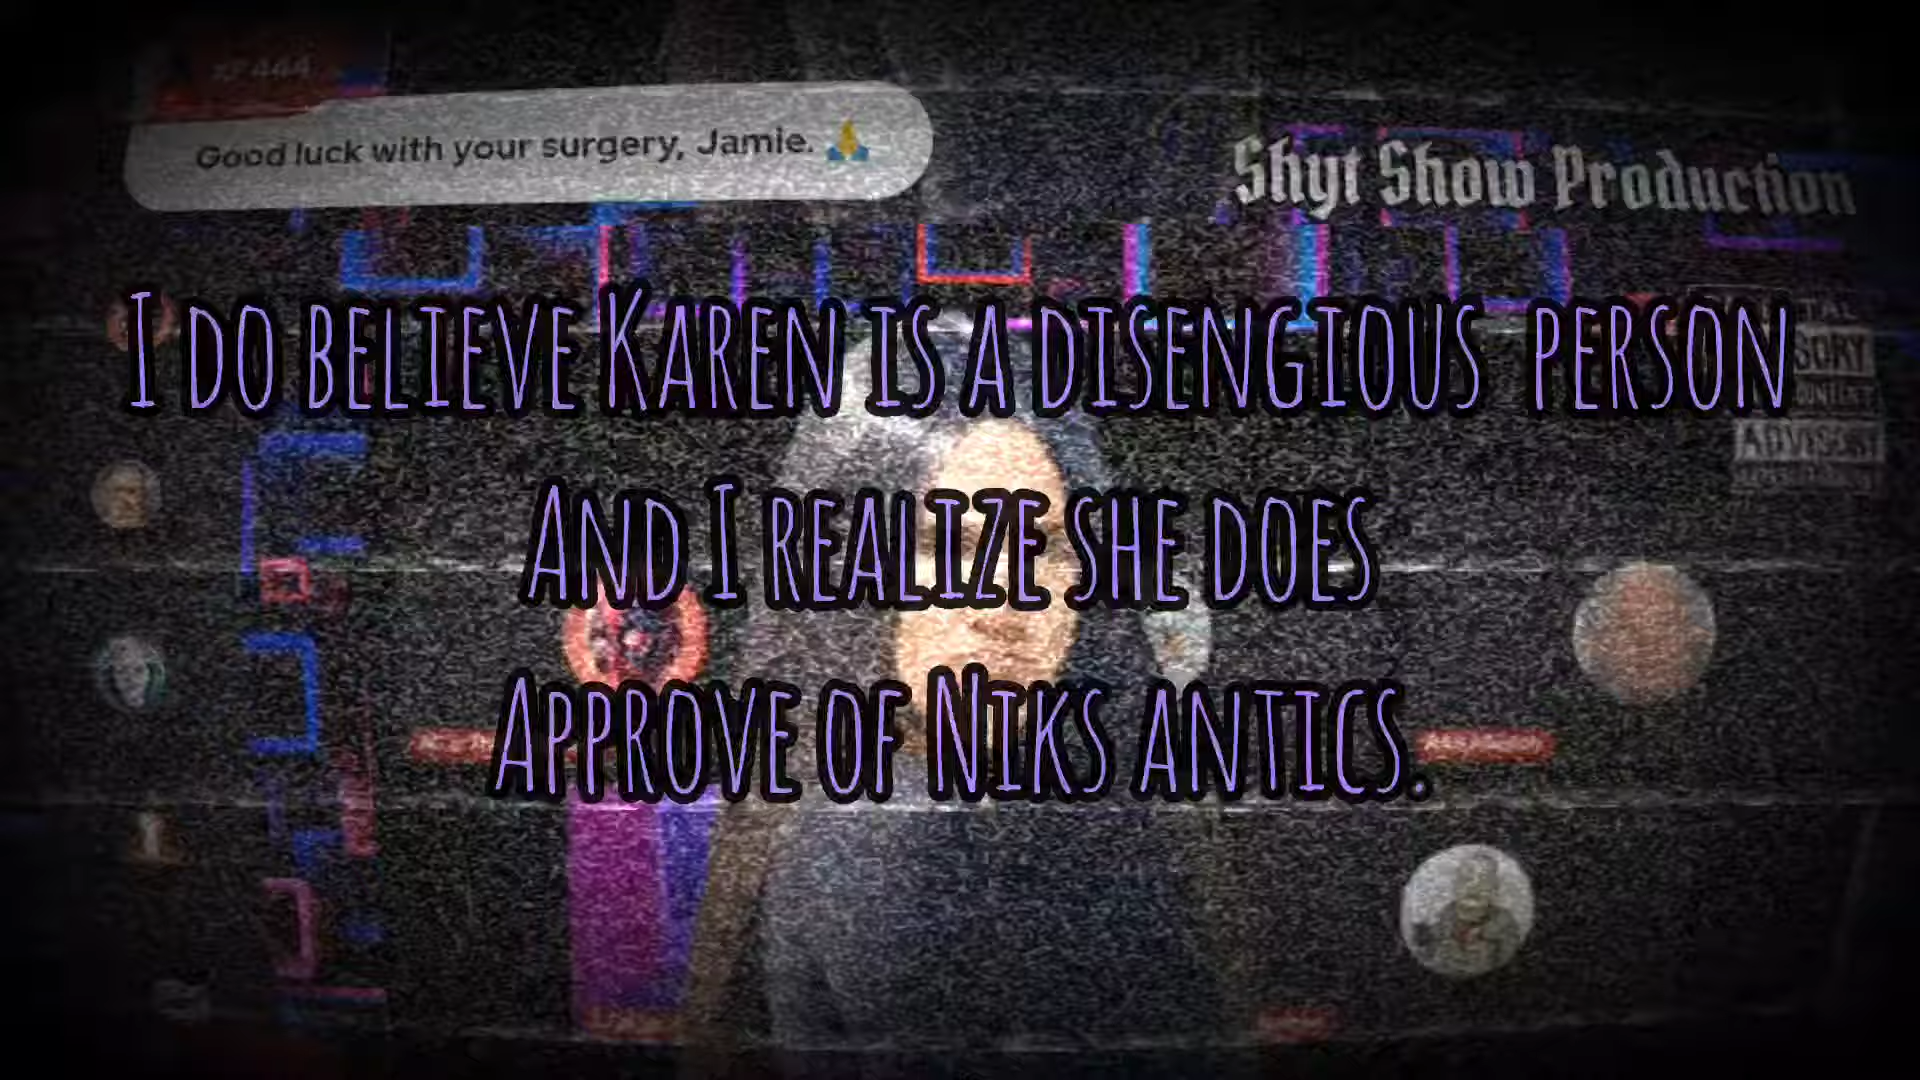 Good luck with your surgery, Jamie. 🙏
Shyt Show Production
I DO BELIEVE KAREN IS A DISENGIOUS PERSON
AND I REALIZE SHE DOES
APPROVE OF NIKS ANTICS.
ADVISORY